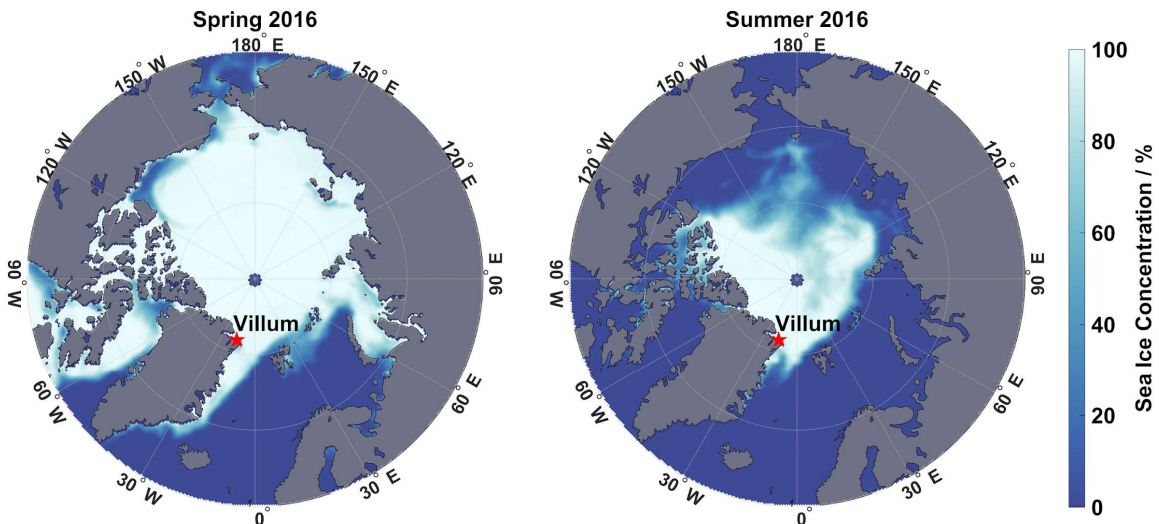 Spring 2016
180° E
150° W
150° E
120° W
120° E
90° W
90° E
Villum
60° W
60° E
30° W
30° E
0°
Summer 2016
180° E
150° W
150° E
120° W
120° E
90° W
90° E
Villum
60° W
60° E
30° W
30° E
0°
100
80
60
40
20
0
Sea Ice Concentration / %